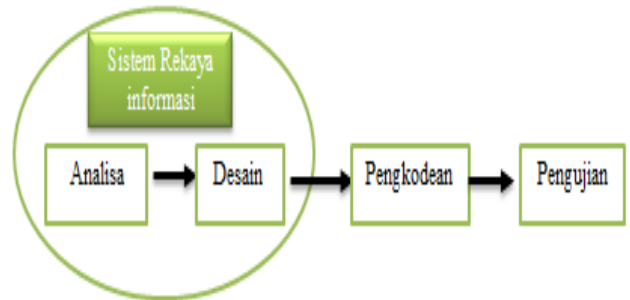 Sistem Rekaya
informasi
Analisa
Desain
Pengkodean
Pengujian